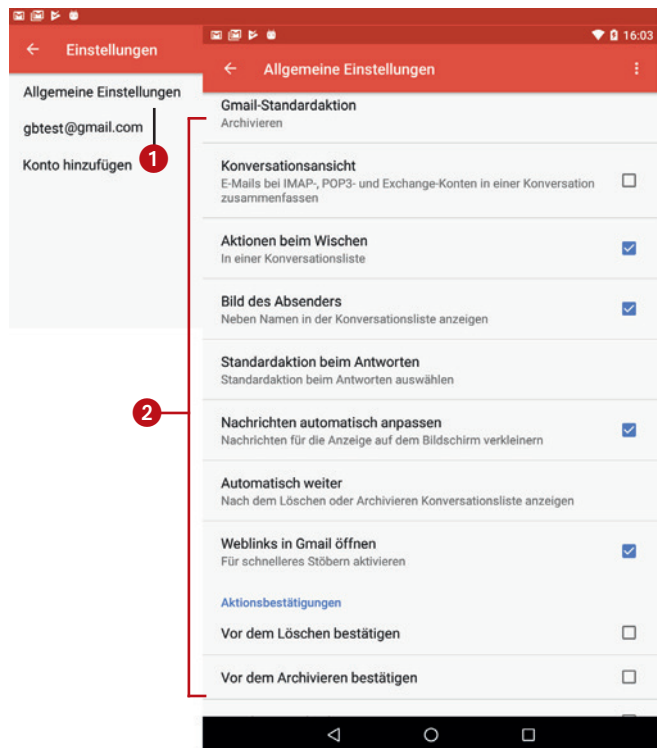 Einstellungen
Allgemeine Einstellungen
gbtest@gmail.com
1
Konto hinzufügen
16:03
Allgemeine Einstellungen
Gmail-Standardaktion
Archivieren
Konversationsansicht
E-Mails bei IMAP-, POP3- und Exchange-Konten in einer Konversation
zusammenfassen
Aktionen beim Wischen
In einer Konversationsliste
Bild des Absenders
Neben Namen in der Konversationsliste anzeigen
Standardaktion beim Antworten
Standardaktion beim Antworten auswählen
2
Nachrichten automatisch anpassen
Nachrichten für die Anzeige auf dem Bildschirm verkleinern
Automatisch weiter
Nach dem Löschen oder Archivieren Konversationsliste anzeigen
Weblinks in Gmail öffnen
Für schnelleres Stöbern aktivieren
Aktionsbestätigungen
Vor dem Löschen bestätigen
Vor dem Archivieren bestätigen